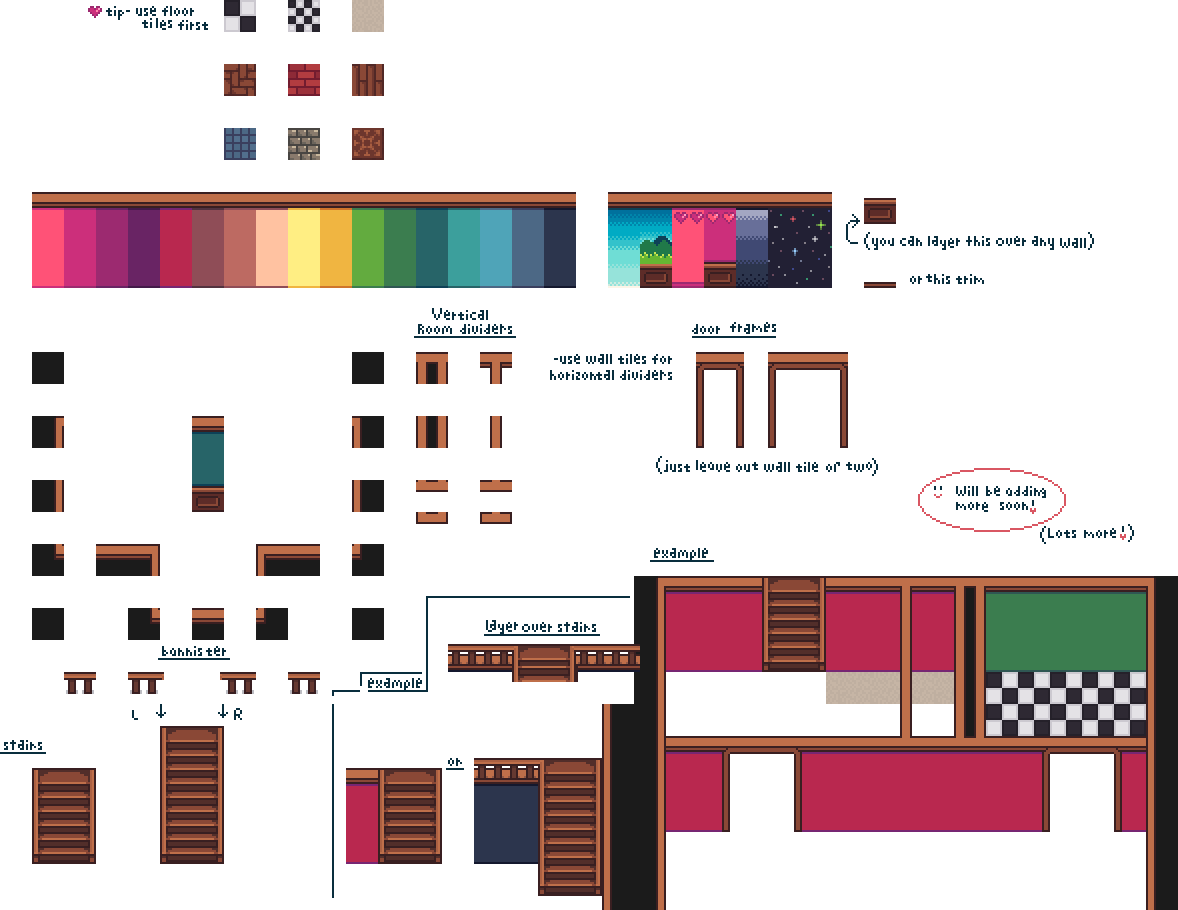 tip- use floor
tiles first
(you can layer this over any wall)
or this trim
Vertical
Room dividers
door frames
-use wall tiles for
horizontal dividers
(just leave out wall tile or two)
Will be adding
more soon!
(Lots more!)
example
layer over stairs
bannister
example
L
R
stairs
or